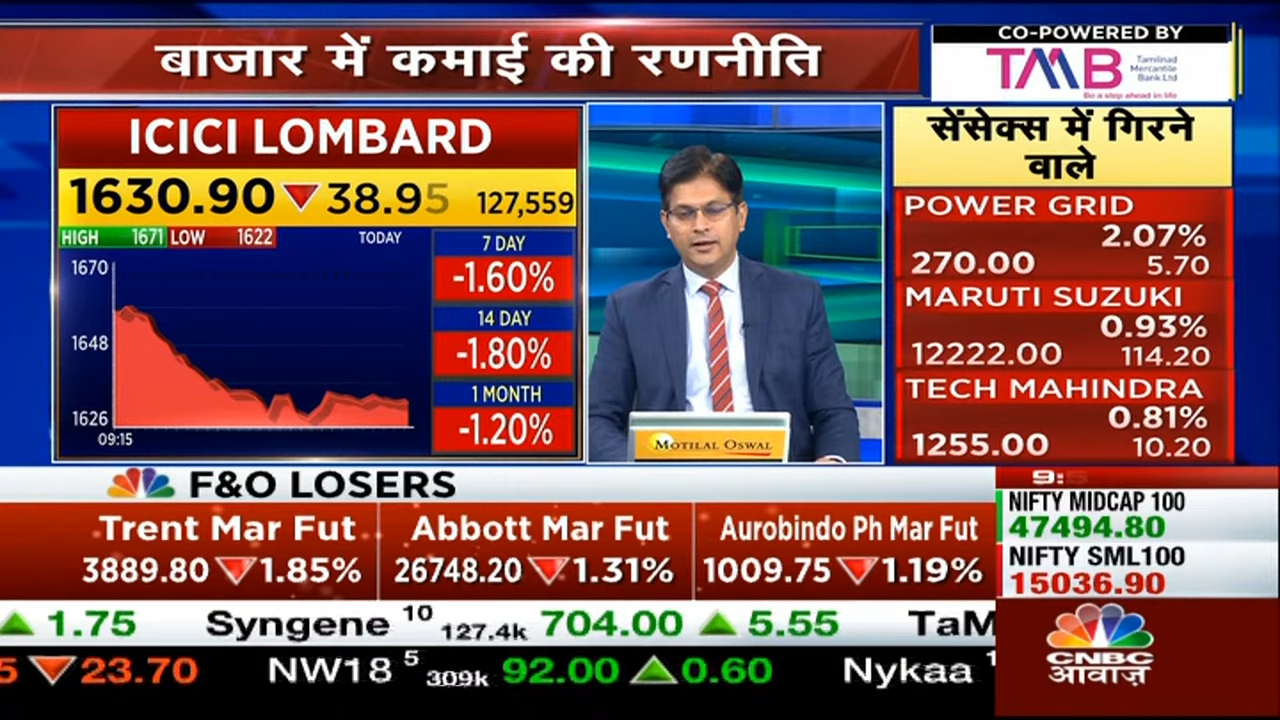 बाजार में कमाई की रणनीति
CO-POWERED BY
TMB
Tamilnad
Mercantile
Bank Ltd
Be a step ahead in life
ICICI LOMBARD
1630.90 38.95 127,559
HIGH 1671 LOW 1622 TODAY
1670
1648
1626
09:15
7 DAY
-1.60%
14 DAY
-1.80%
1 MONTH
-1.20%
MOTILAL OSWAL
सेंसेक्स में गिरने
वाले
POWER GRID
2.07%
270.00 5.70
MARUTI SUZUKI
0.93%
12222.00 114.20
TECH MAHINDRA
0.81%
1255.00 10.20
F&O LOSERS
Trent Mar Fut
3889.80 1.85%
Abbott Mar Fut
26748.20 1.31%
Aurobindo Ph Mar Fut
1009.75 1.19%
9:
NIFTY MIDCAP 100
47494.80
NIFTY SML100
15036.90
1.75 Syngene 10 127.4k 704.00 5.55 TaM
5 23.70 NW18 5 309k 92.00 0.60 Nykaa 1
CNBC
आवाज़